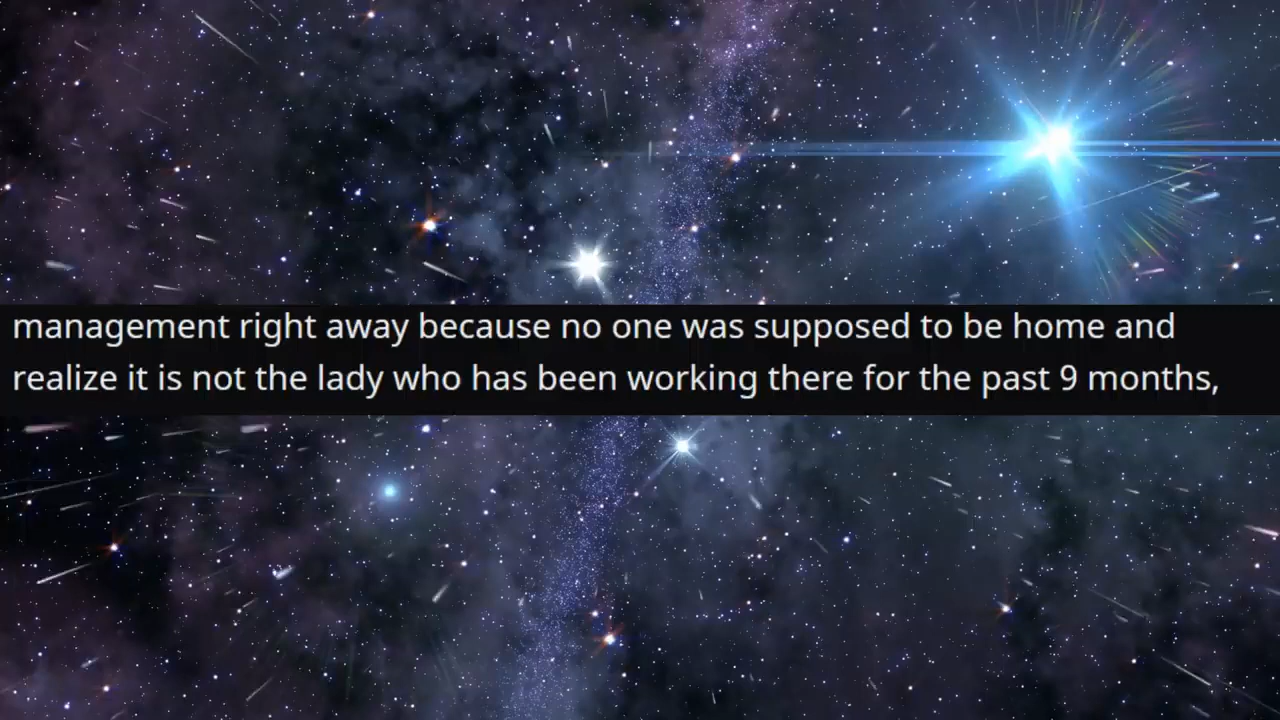 management right away because no one was supposed to be home and
realize it is not the lady who has been working there for the past 9 months,